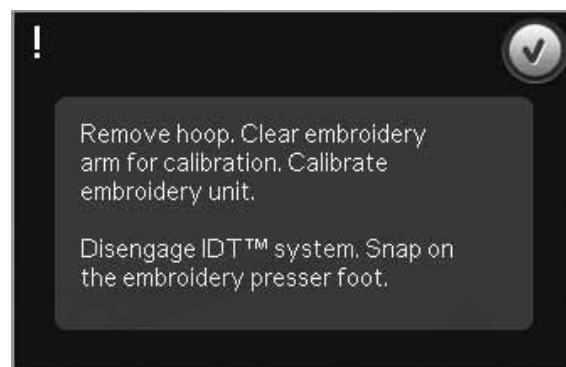 !
Remove hoop. Clear embroidery
arm for calibration. Calibrate
embroidery unit.
Disengage IDT™ system. Snap on
the embroidery presser foot.